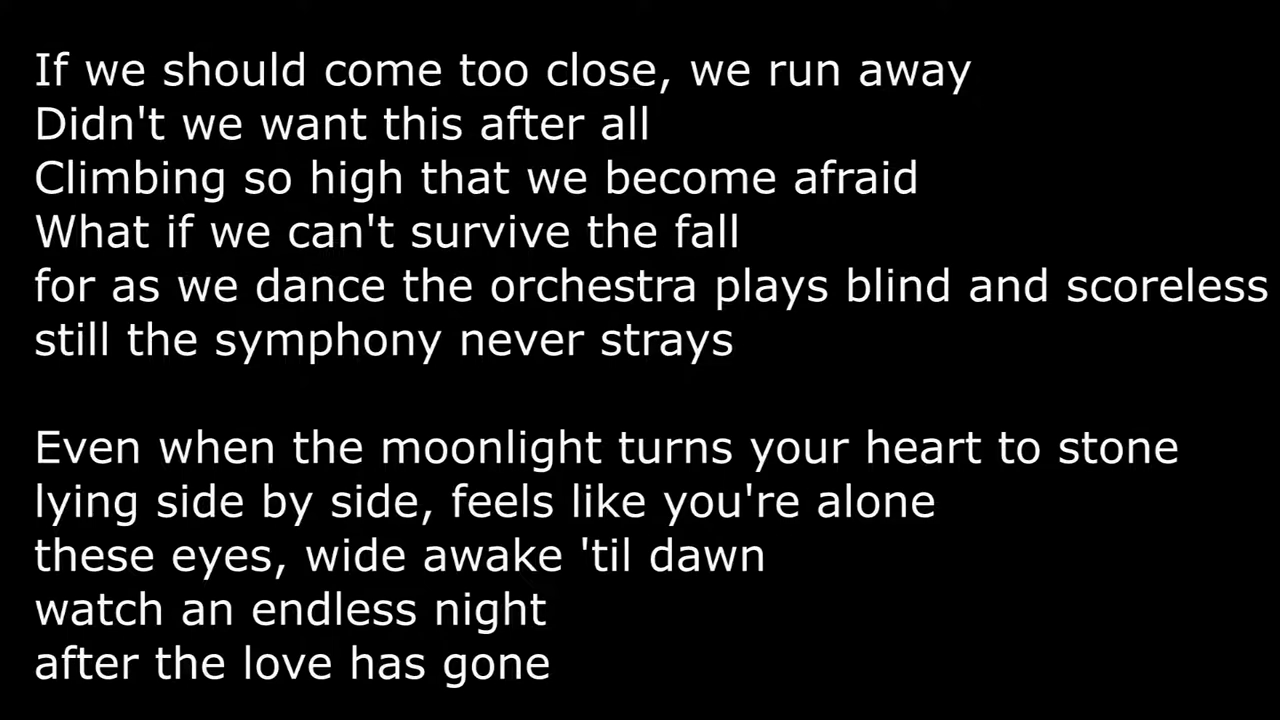 If we should come too close, we run away
Didn't we want this after all
Climbing so high that we become afraid
What if we can't survive the fall
for as we dance the orchestra plays blind and scoreless
still the symphony never strays
Even when the moonlight turns your heart to stone
lying side by side, feels like you're alone
these eyes, wide awake 'til dawn
watch an endless night
after the love has gone